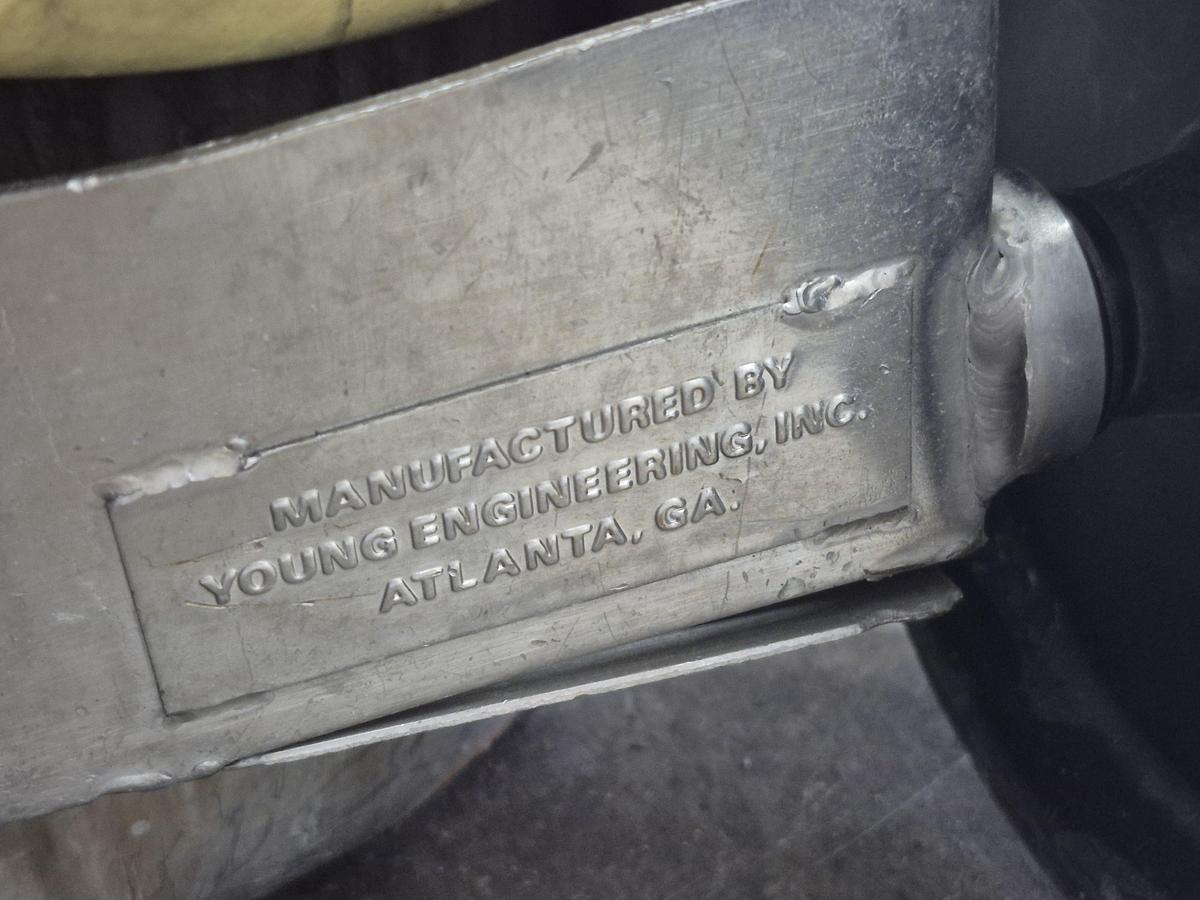 MANUFACTURED BY
YOUNG ENGINEERING, INC.
ATLANTA, GA.